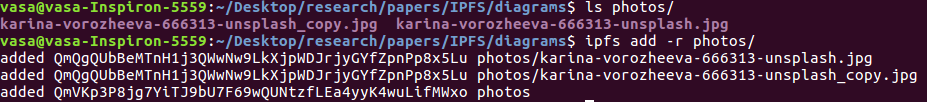 vasa@vasa-Inspiron-5559:~/Desktop/research/papers/IPFS/diagrams$ ls photos/
karina-vorozheeva-666313-unsplash_copy.jpg karina-vorozheeva-666313-unsplash.jpg
vasa@vasa-Inspiron-5559:~/Desktop/research/papers/IPFS/diagrams$ ipfs add -r photos/
added QmQgQUbBeMTnH1j3QWwNw9LkXjpWDJrjyGYfZpnPp8x5Lu photos/karina-vorozheeva-666313-unsplash.jpg
added QmQgQUbBeMTnH1j3QWwNw9LkXjpWDJrjyGYfZpnPp8x5Lu photos/karina-vorozheeva-666313-unsplash_copy.jpg
added QmVKp3P8jg7YiTJ9bU7F69wQUNtzfLEa4yyK4wuLifMWxo photos